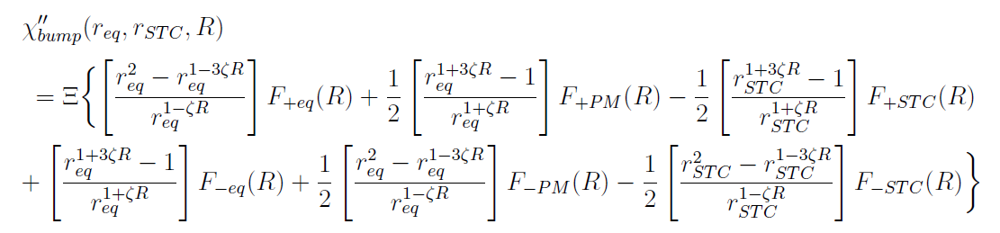 χ''_{bump}(r_{eq}, r_{STC}, R)
= Ξ{ [ (r_{eq}^{2} − r_{eq}^{1−3ζR}) / r_{eq}^{1−ζR} ] F_{+eq}(R) + 1/2 [ (r_{eq}^{1+3ζR} − 1) / r_{eq}^{1+ζR} ] F_{+PM}(R) − 1/2 [ (r_{STC}^{1+3ζR} − 1) / r_{STC}^{1+ζR} ] F_{+STC}(R)
+ [ (r_{eq}^{1+3ζR} − 1) / r_{eq}^{1+ζR} ] F_{−eq}(R) + 1/2 [ (r_{eq}^{2} − r_{eq}^{1−3ζR}) / r_{eq}^{1−ζR} ] F_{−PM}(R) − 1/2 [ (r_{STC}^{2} − r_{STC}^{1−3ζR}) / r_{STC}^{1−ζR} ] F_{−STC}(R) }